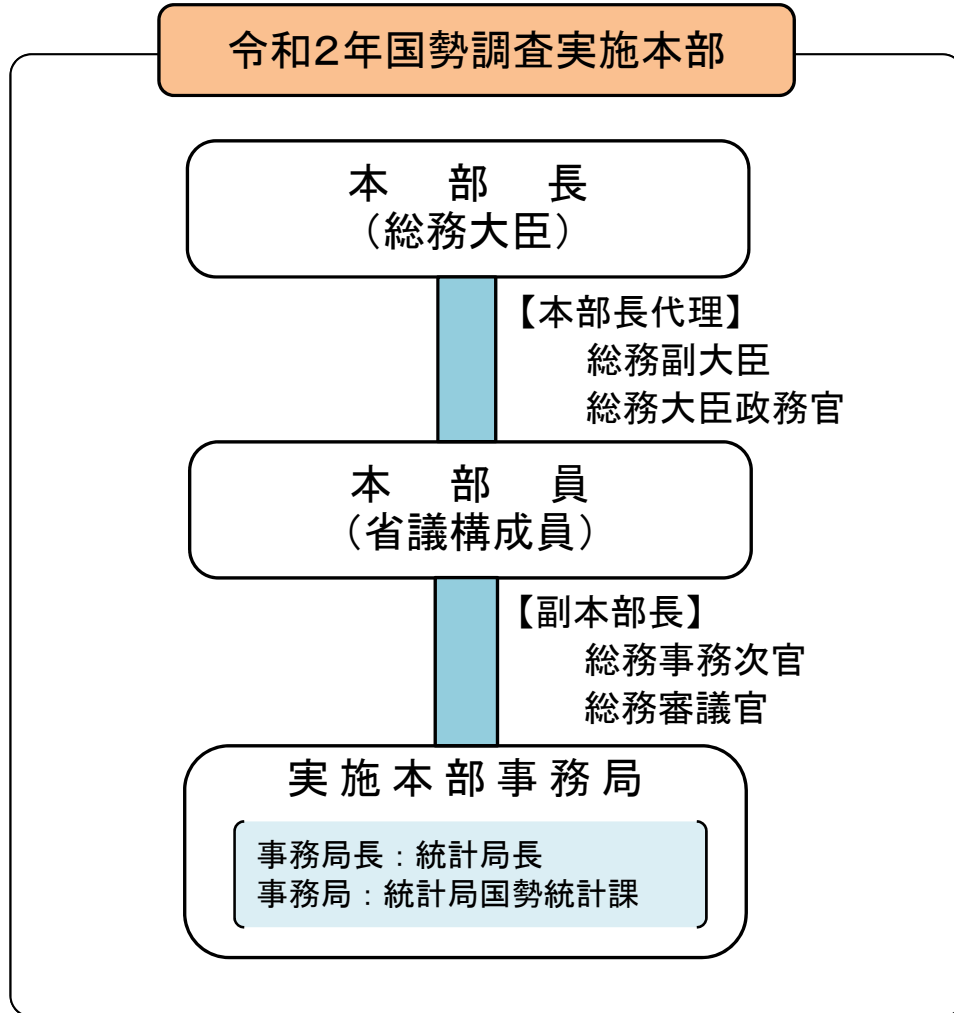 令和2年国勢調査実施本部
本 部 長
（総務大臣）
【本部長代理】
総務副大臣
総務大臣政務官
本 部 員
（省議構成員）
【副本部長】
総務事務次官
総務審議官
実施本部事務局
事務局長：統計局長
事務局：統計局国勢統計課